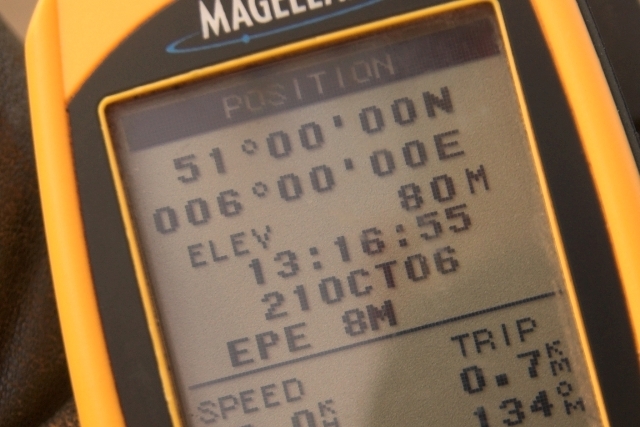 MAGELLA
POSITION
51°00'00N
006°00'00E
ELEV 80M
13:16:55
21OCT06
EPE 8M
SPEED TRIP
0.7KM
134°M